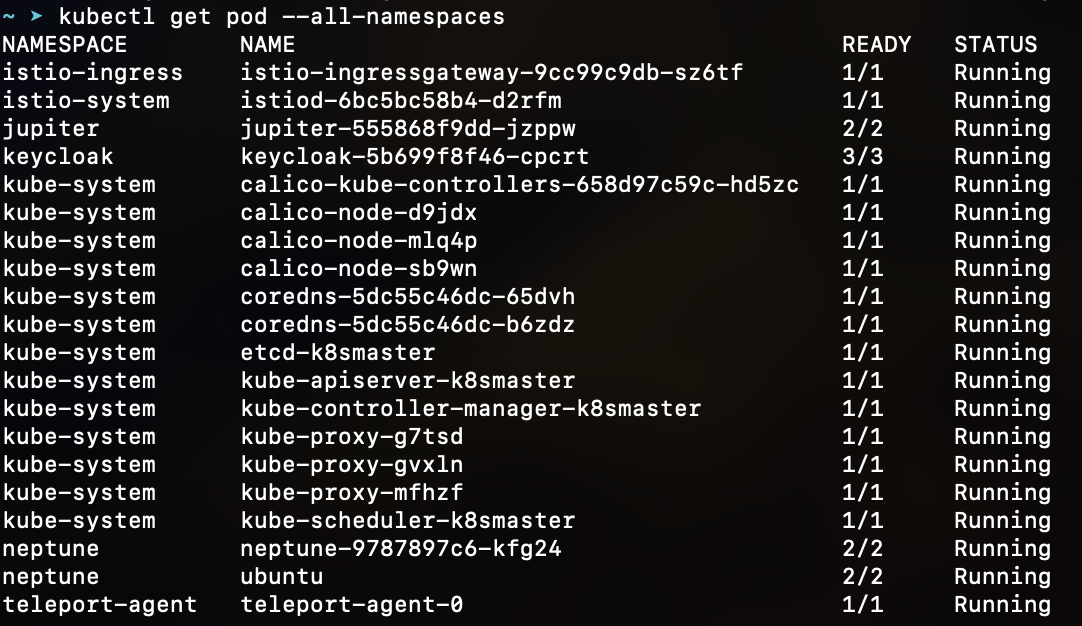 ~ ➤ kubectl get pod --all-namespaces
NAMESPACE NAME READY STATUS
istio-ingress istio-ingressgateway-9cc99c9db-sz6tf 1/1 Running
istio-system istiod-6bc5bc58b4-d2rfm 1/1 Running
jupiter jupiter-555868f9dd-jzppw 2/2 Running
keycloak keycloak-5b699f8f46-cpcrt 3/3 Running
kube-system calico-kube-controllers-658d97c59c-hd5zc 1/1 Running
kube-system calico-node-d9jdx 1/1 Running
kube-system calico-node-mlq4p 1/1 Running
kube-system calico-node-sb9wn 1/1 Running
kube-system coredns-5dc55c46dc-65dvh 1/1 Running
kube-system coredns-5dc55c46dc-b6zdz 1/1 Running
kube-system etcd-k8smaster 1/1 Running
kube-system kube-apiserver-k8smaster 1/1 Running
kube-system kube-controller-manager-k8smaster 1/1 Running
kube-system kube-proxy-g7tsd 1/1 Running
kube-system kube-proxy-gvxln 1/1 Running
kube-system kube-proxy-mfhzf 1/1 Running
kube-system kube-scheduler-k8smaster 1/1 Running
neptune neptune-9787897c6-kfg24 2/2 Running
neptune ubuntu 2/2 Running
teleport-agent teleport-agent-0 1/1 Running